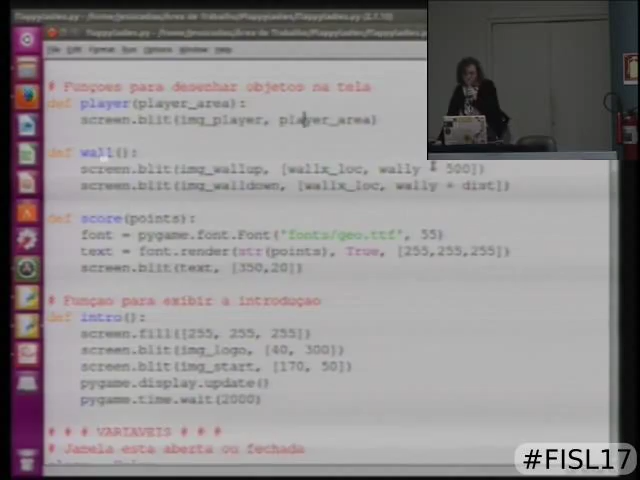 # Funçoes para desenhar objetos na tela
def player(player_area):
screen.blit(img_player, player_area)
def wall():
screen.blit(img_wallup, [wallx_loc, wally - 500])
screen.blit(img_walldown, [wallx_loc, wally + dist])
def score(points):
font = pygame.font.Font("fonts/geo.ttf", 55)
text = font.render(str(points), True, [255,255,255])
screen.blit(text, [350,20])
# Funçao para exibir a introduçao
def intro():
screen.fill([255, 255, 255])
screen.blit(img_logo, [40, 300])
screen.blit(img_start, [170, 50])
pygame.display.update()
pygame.time.wait(2000)
# # # VARIAVEIS # # #
# Janela esta aberta ou fechada
#FISL17